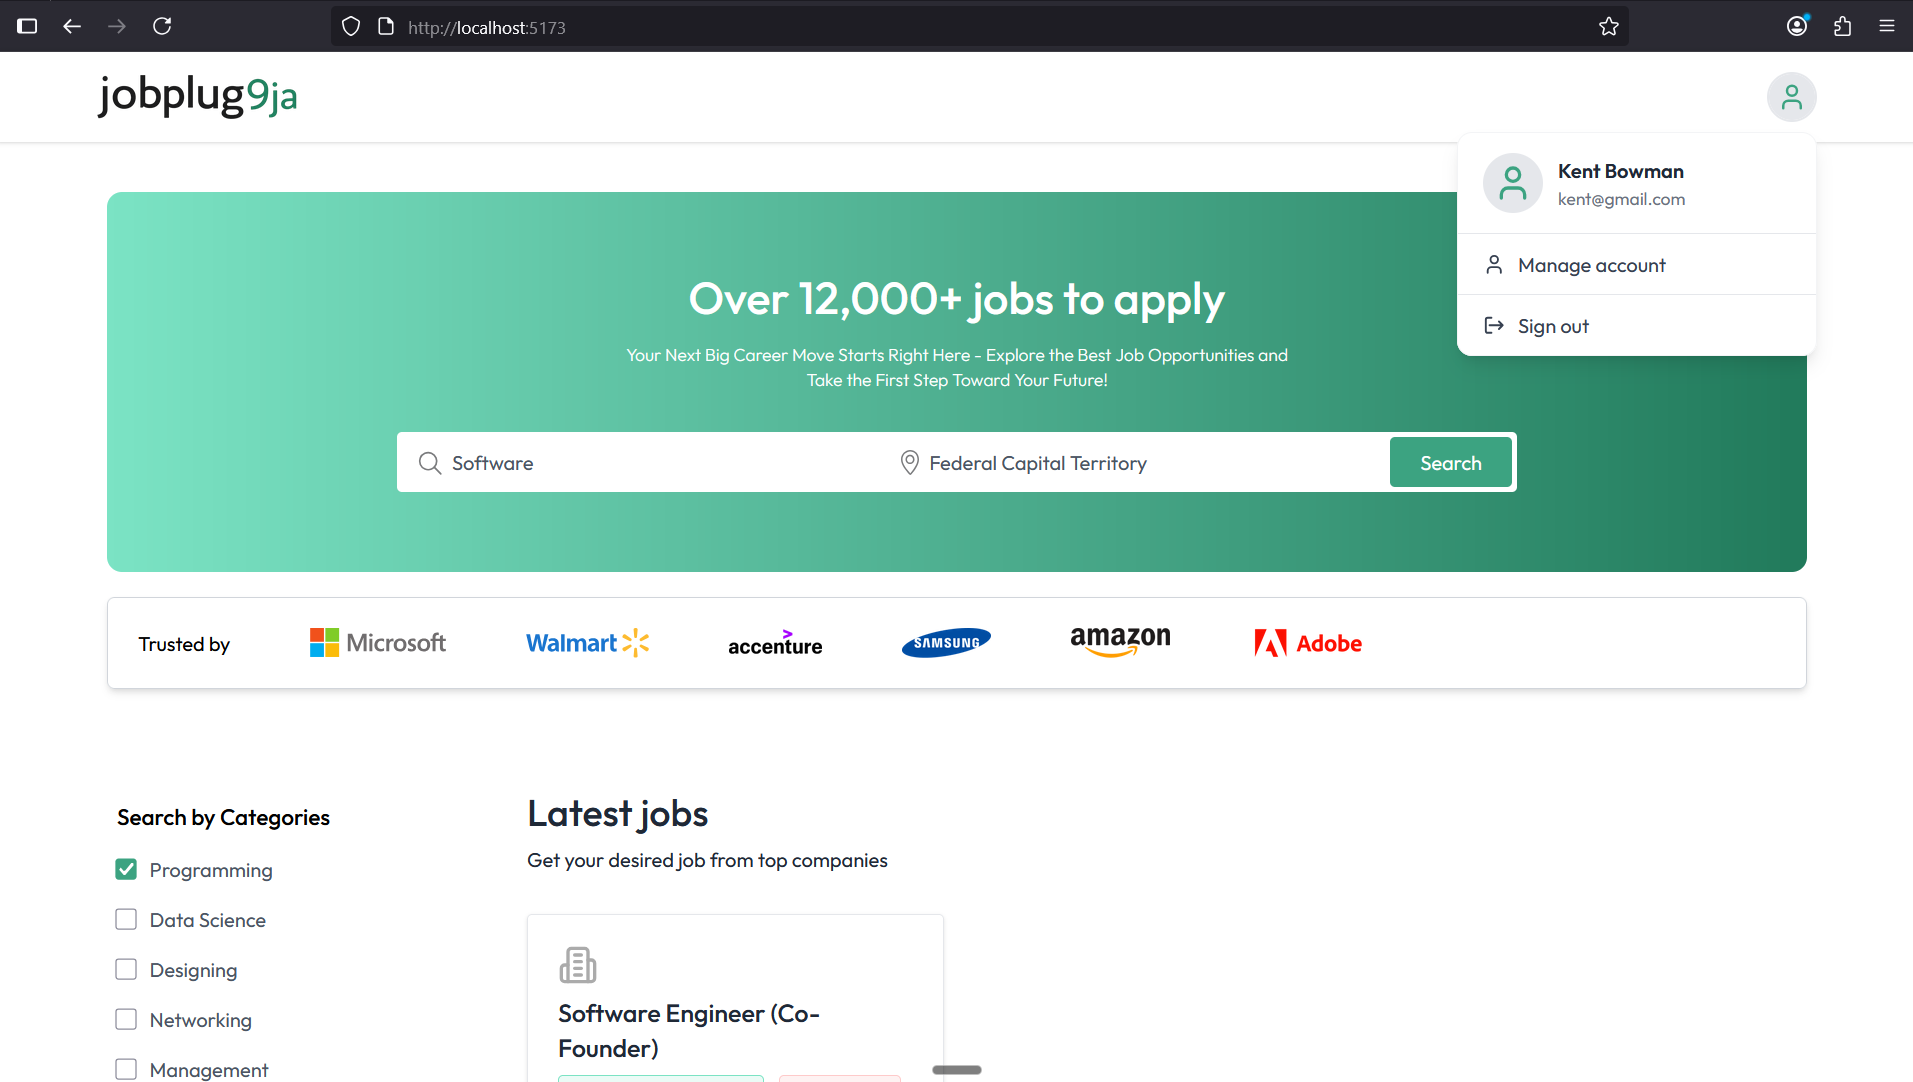 http://localhost:5173
jobplug9ja
Kent Bowman
kent@gmail.com
Manage account
Sign out
Over 12,000+ jobs to apply
Your Next Big Career Move Starts Right Here - Explore the Best Job Opportunities and
Take the First Step Toward Your Future!
Software
Federal Capital Territory
Search
Trusted by
Microsoft
Walmart
accenture
SAMSUNG
amazon
Adobe
Search by Categories
Programming
Data Science
Designing
Networking
Management
Latest jobs
Get your desired job from top companies
Software Engineer (Co-
Founder)